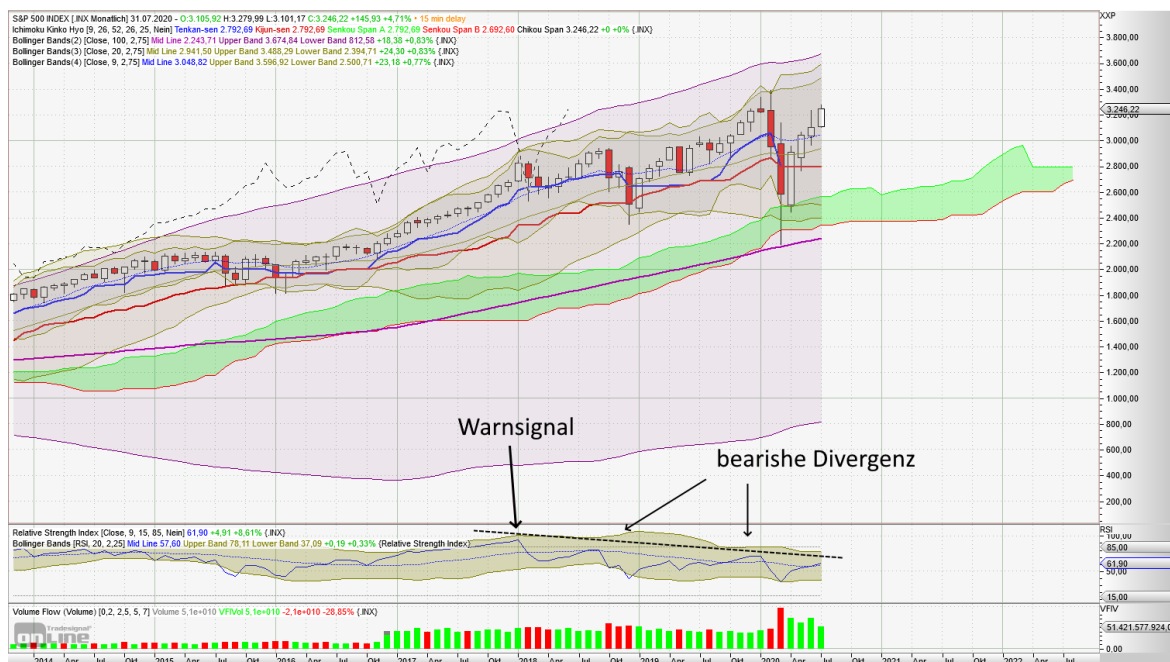 S&P 500 INDEX [.INX Monatlich] 31.07.2020 - O:3.105,92 H:3.279,99 L:3.101,17 C:3.246,22 +145,93 +4,71% • 15 min delay
Ichimoku Kinko Hyo [9, 26, 52, 26, 25, Nein] Tenkan-sen 2.792,69 Kijun-sen 2.792,69 Senkou Span A 2.792,69 Senkou Span B 2.692,60 Chikou Span 3.246,22 +0 +0% {.INX}
Bollinger Bands(2) [Close, 100, 2,75] Mid Line 2.243,71 Upper Band 3.674,84 Lower Band 812,58 +18,38 +0,83% {.INX}
Bollinger Bands(3) [Close, 20, 2,75] Mid Line 2.941,50 Upper Band 3.488,29 Lower Band 2.394,71 +24,30 +0,83% {.INX}
Bollinger Bands(4) [Close, 9, 2,75] Mid Line 3.048,82 Upper Band 3.596,92 Lower Band 2.500,71 +23,18 +0,77% {.INX}
XXP
3.800,00
3.600,00
3.400,00
3.246,22
3.200,00
3.000,00
2.800,00
2.600,00
2.400,00
2.200,00
2.000,00
1.800,00
1.600,00
1.400,00
1.200,00
1.000,00
800,00
600,00
400,00
200,00
Warnsignal
bearishe Divergenz
Relative Strength Index [Close, 9, 15, 85, Nein] 61,90 +4,91 +8,61% {.INX}
Bollinger Bands [RSI, 20, 2,25] Mid Line 57,60 Upper Band 78,11 Lower Band 37,09 +0,19 +0,33% {Relative Strength Index}
RSI
100,00
85,00
61,90
50,00
15,00
Volume Flow (Volume) [0,2, 2,5, 5, 7] Volume 5,1e+010 VFIVol 5,1e+010 -2,1e+010 -28,85% {.INX}
VFIV
51.421.577.924,0
0,00
Tradesignal®
online
2014 Apr Jul Okt 2015 Apr Jul Okt 2016 Apr Jul Okt 2017 Apr Jul Okt 2018 Apr Jul Okt 2019 Apr Jul Okt 2020 Apr Jul Okt 2021 Apr Jul Okt 2022 Apr Jul